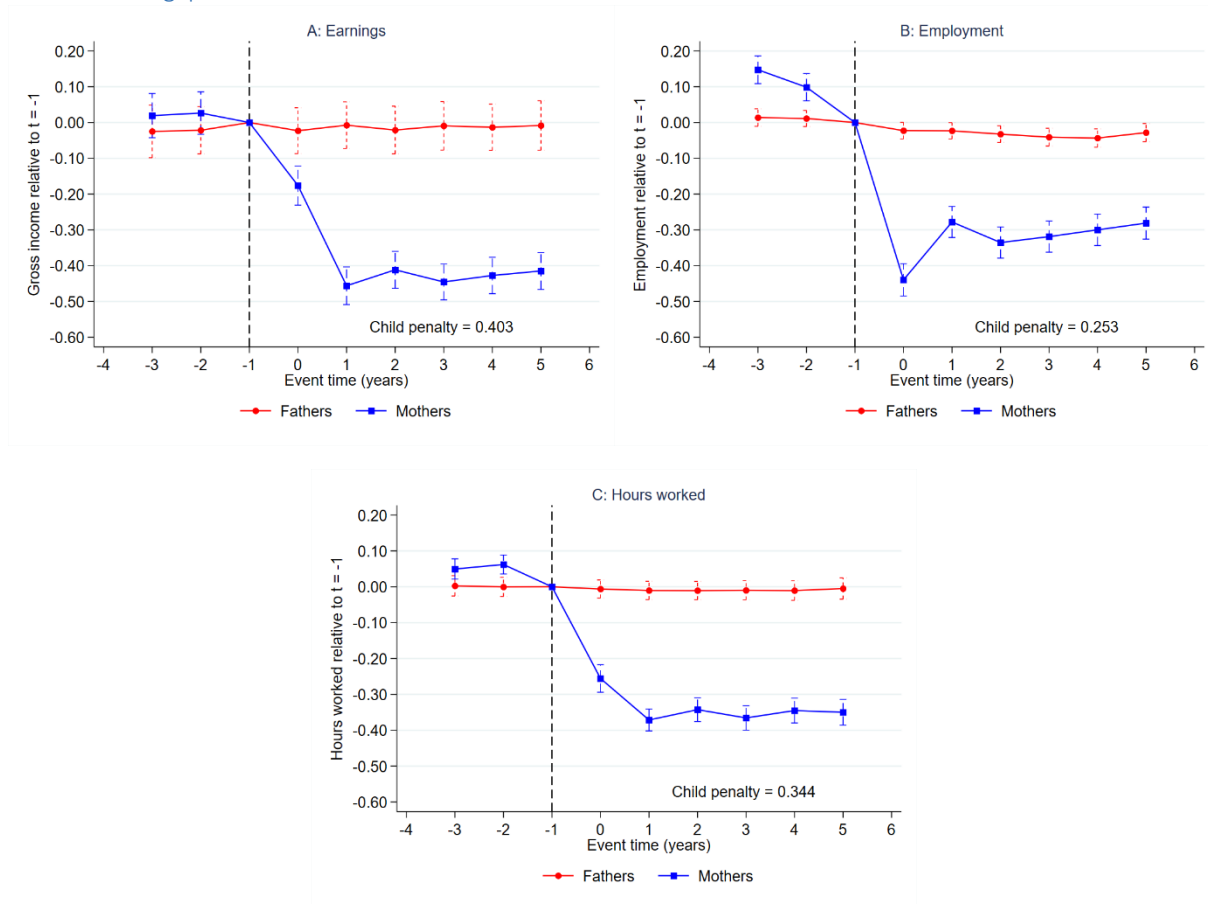 A: Earnings
Gross income relative to t = -1
0.20
0.10
0.00
-0.10
-0.20
-0.30
-0.40
-0.50
-0.60
Child penalty = 0.403
-4 -3 -2 -1 0 1 2 3 4 5 6
Event time (years)
Fathers Mothers
B: Employment
Employment relative to t = -1
0.20
0.10
0.00
-0.10
-0.20
-0.30
-0.40
-0.50
-0.60
Child penalty = 0.253
-4 -3 -2 -1 0 1 2 3 4 5 6
Event time (years)
Fathers Mothers
C: Hours worked
Hours worked relative to t = -1
0.20
0.10
0.00
-0.10
-0.20
-0.30
-0.40
-0.50
-0.60
Child penalty = 0.344
-4 -3 -2 -1 0 1 2 3 4 5 6
Event time (years)
Fathers Mothers